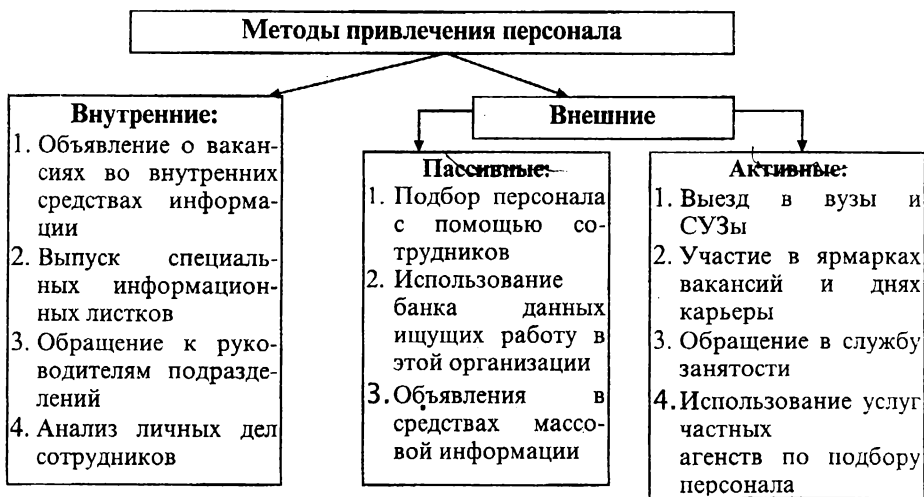 Методы привлечения персонала
Внутренние:
1. Объявление о вакан-
сиях во внутренних
средствах информа-
ции
2. Выпуск специаль-
ных информацион-
ных листков
3. Обращение к руко-
водителям подразде-
лений
4. Анализ личных дел
сотрудников
Внешние
Пассивные:
1. Подбор персонала
с помощью со-
трудников
2. Использование
банка данных
ищущих работу в
этой организации
3. Объявления в
средствах массо-
вой информации
Активные:
1. Выезд в вузы и
СУЗы
2. Участие в ярмарках
вакансий и днях
карьеры
3. Обращение в службу
занятости
4. Использование услуг
частных
агенств по подбору
персонала